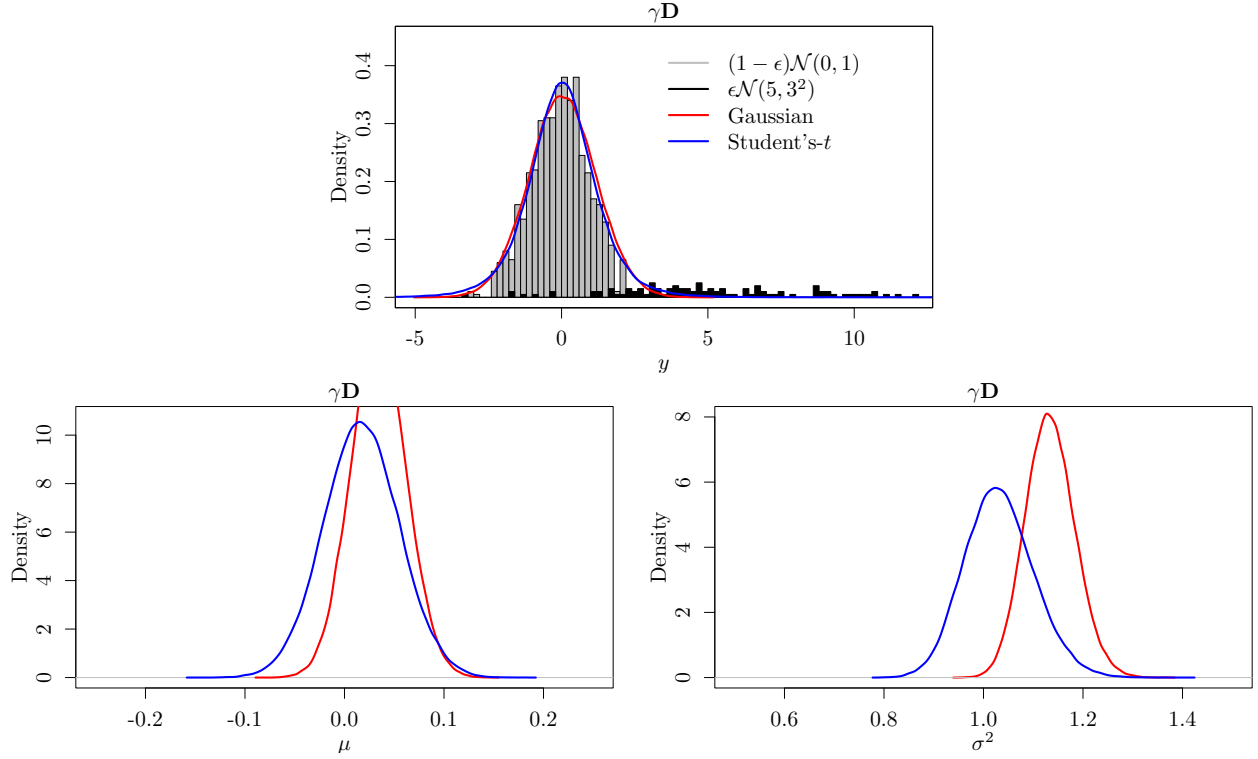 γD
(1 − ϵ)𝒩(0, 1)
ϵ𝒩(5, 3²)
Gaussian
Student's-t
Density
0.0
0.1
0.2
0.3
0.4
-5
0
5
10
y
γD
Density
0
2
4
6
8
10
-0.2
-0.1
0.0
0.1
0.2
μ
γD
Density
0
2
4
6
8
0.6
0.8
1.0
1.2
1.4
σ²